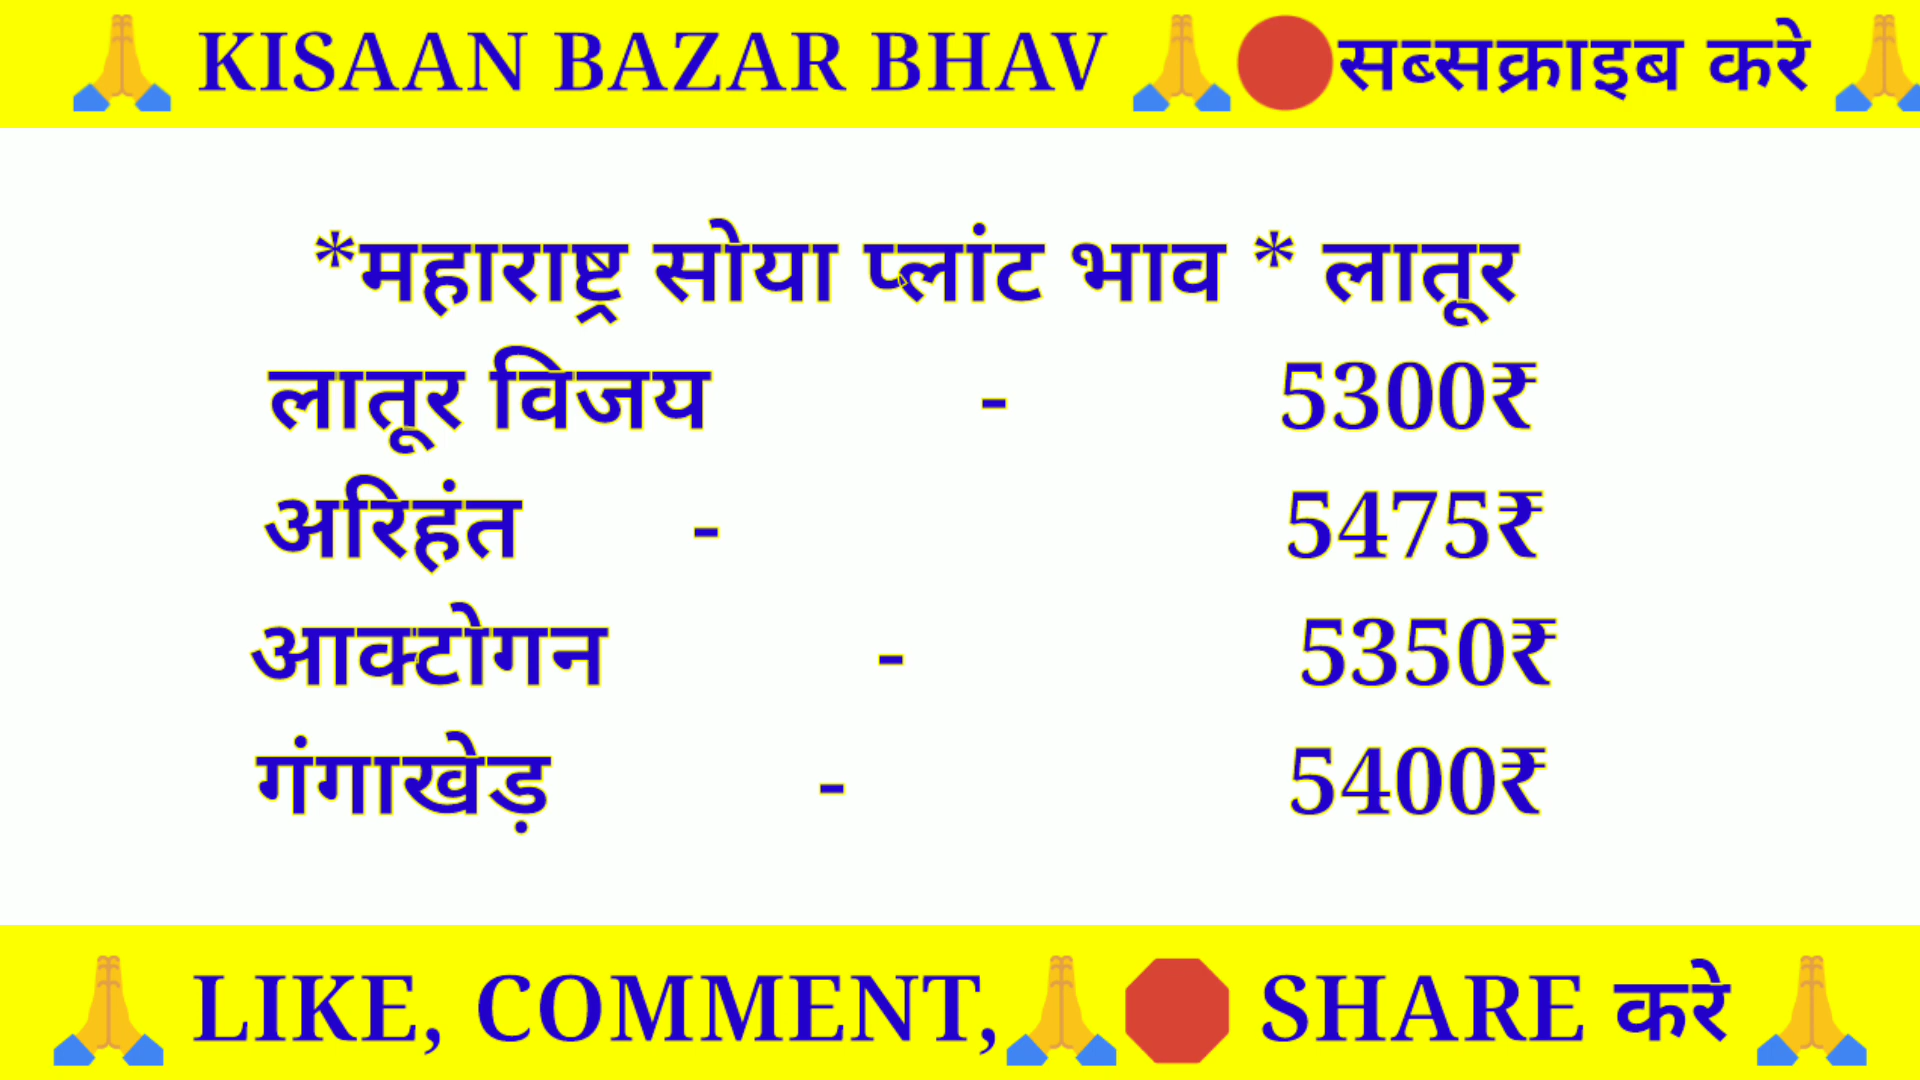 🙏 KISAAN BAZAR BHAV 🙏🔴सब्सक्राइब करे 🙏
*महाराष्ट्र सोया प्लांट भाव * लातूर
लातूर विजय - 5300₹
अरिहंत - 5475₹
आक्टोगन - 5350₹
गंगाखेड़ - 5400₹
🙏 LIKE, COMMENT,🙏🛑 SHARE करे 🙏